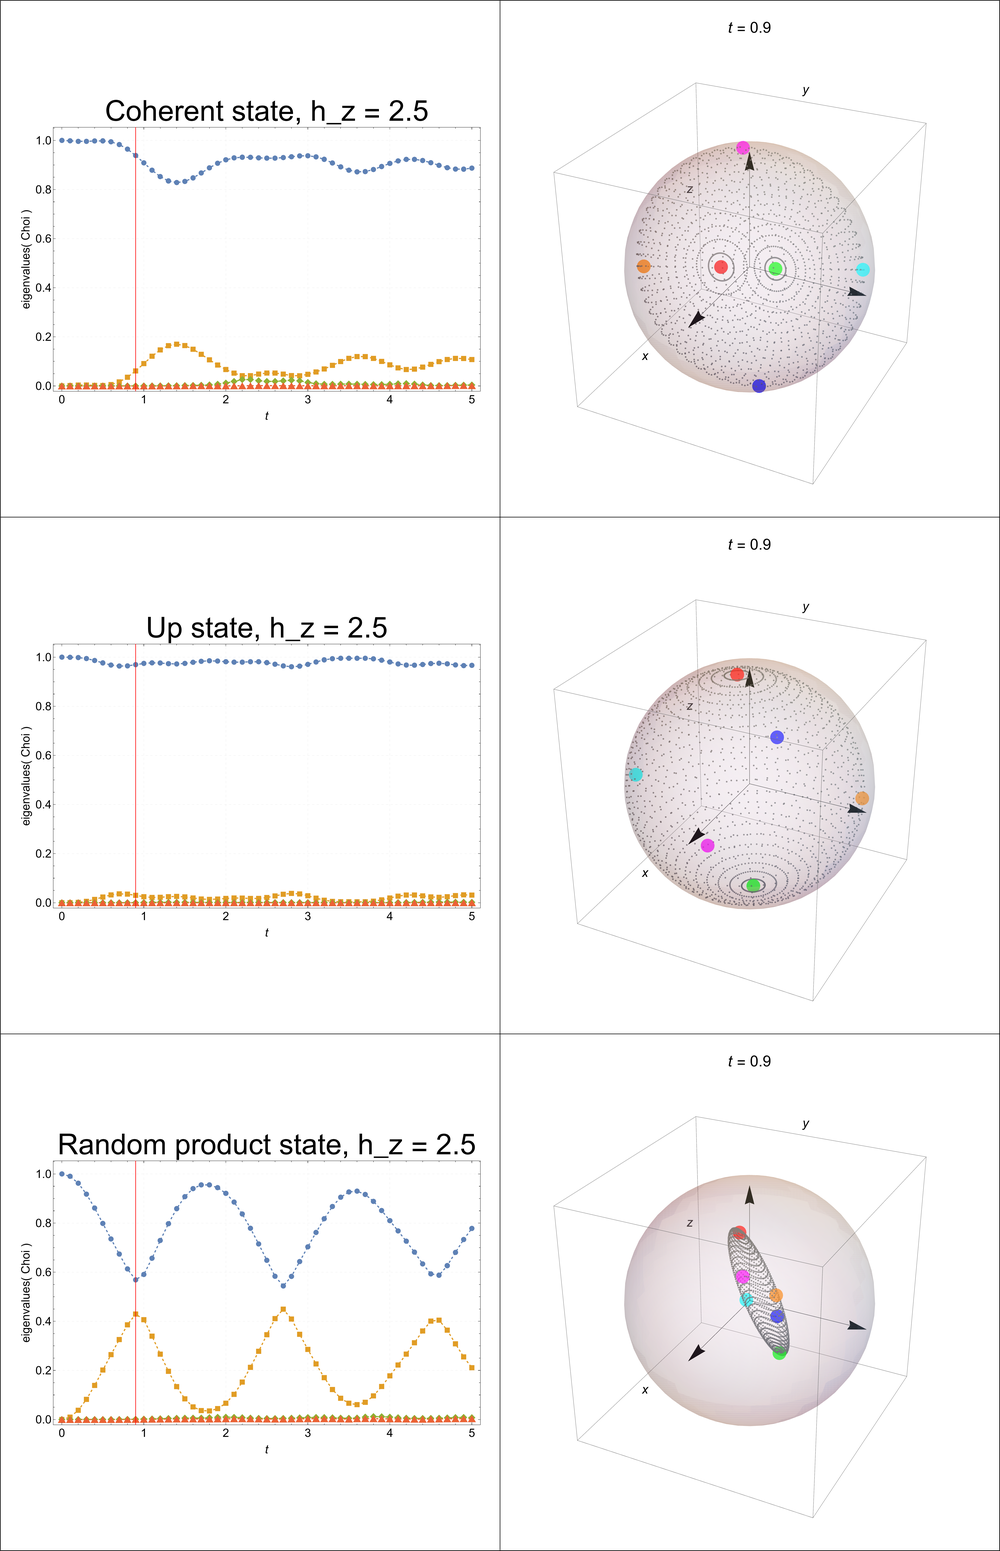 Coherent state, h_z = 2.5
eigenvalues( Choi )
1.0
0.8
0.6
0.4
0.2
0.0
0 1 2 3 4 5
t
t = 0.9
y
z
x
Up state, h_z = 2.5
eigenvalues( Choi )
1.0
0.8
0.6
0.4
0.2
0.0
0 1 2 3 4 5
t
t = 0.9
y
z
x
Random product state, h_z = 2.5
eigenvalues( Choi )
1.0
0.8
0.6
0.4
0.2
0.0
0 1 2 3 4 5
t
t = 0.9
y
z
x